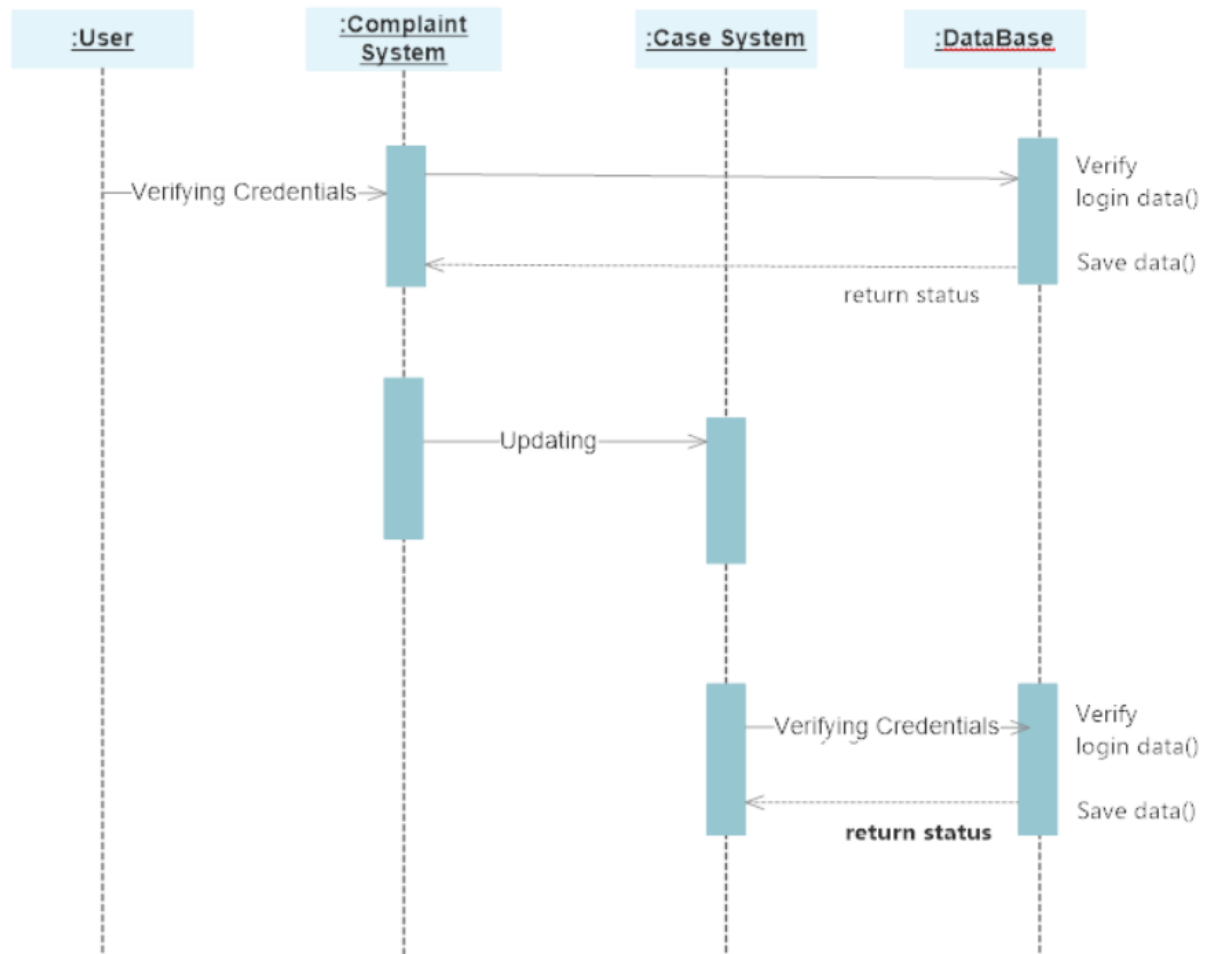 :User
:Complaint
System
:Case System
:DataBase
Verify
login data()
Verifying Credentials
Save data()
return status
Updating
Verify
login data()
Verifying Credentials
Save data()
return status